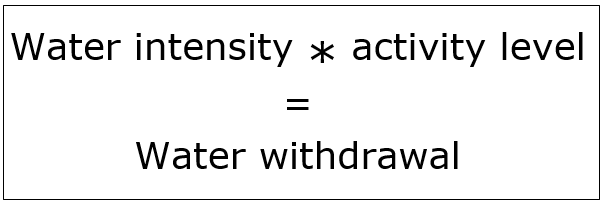 Water intensity * activity level
=
Water withdrawal